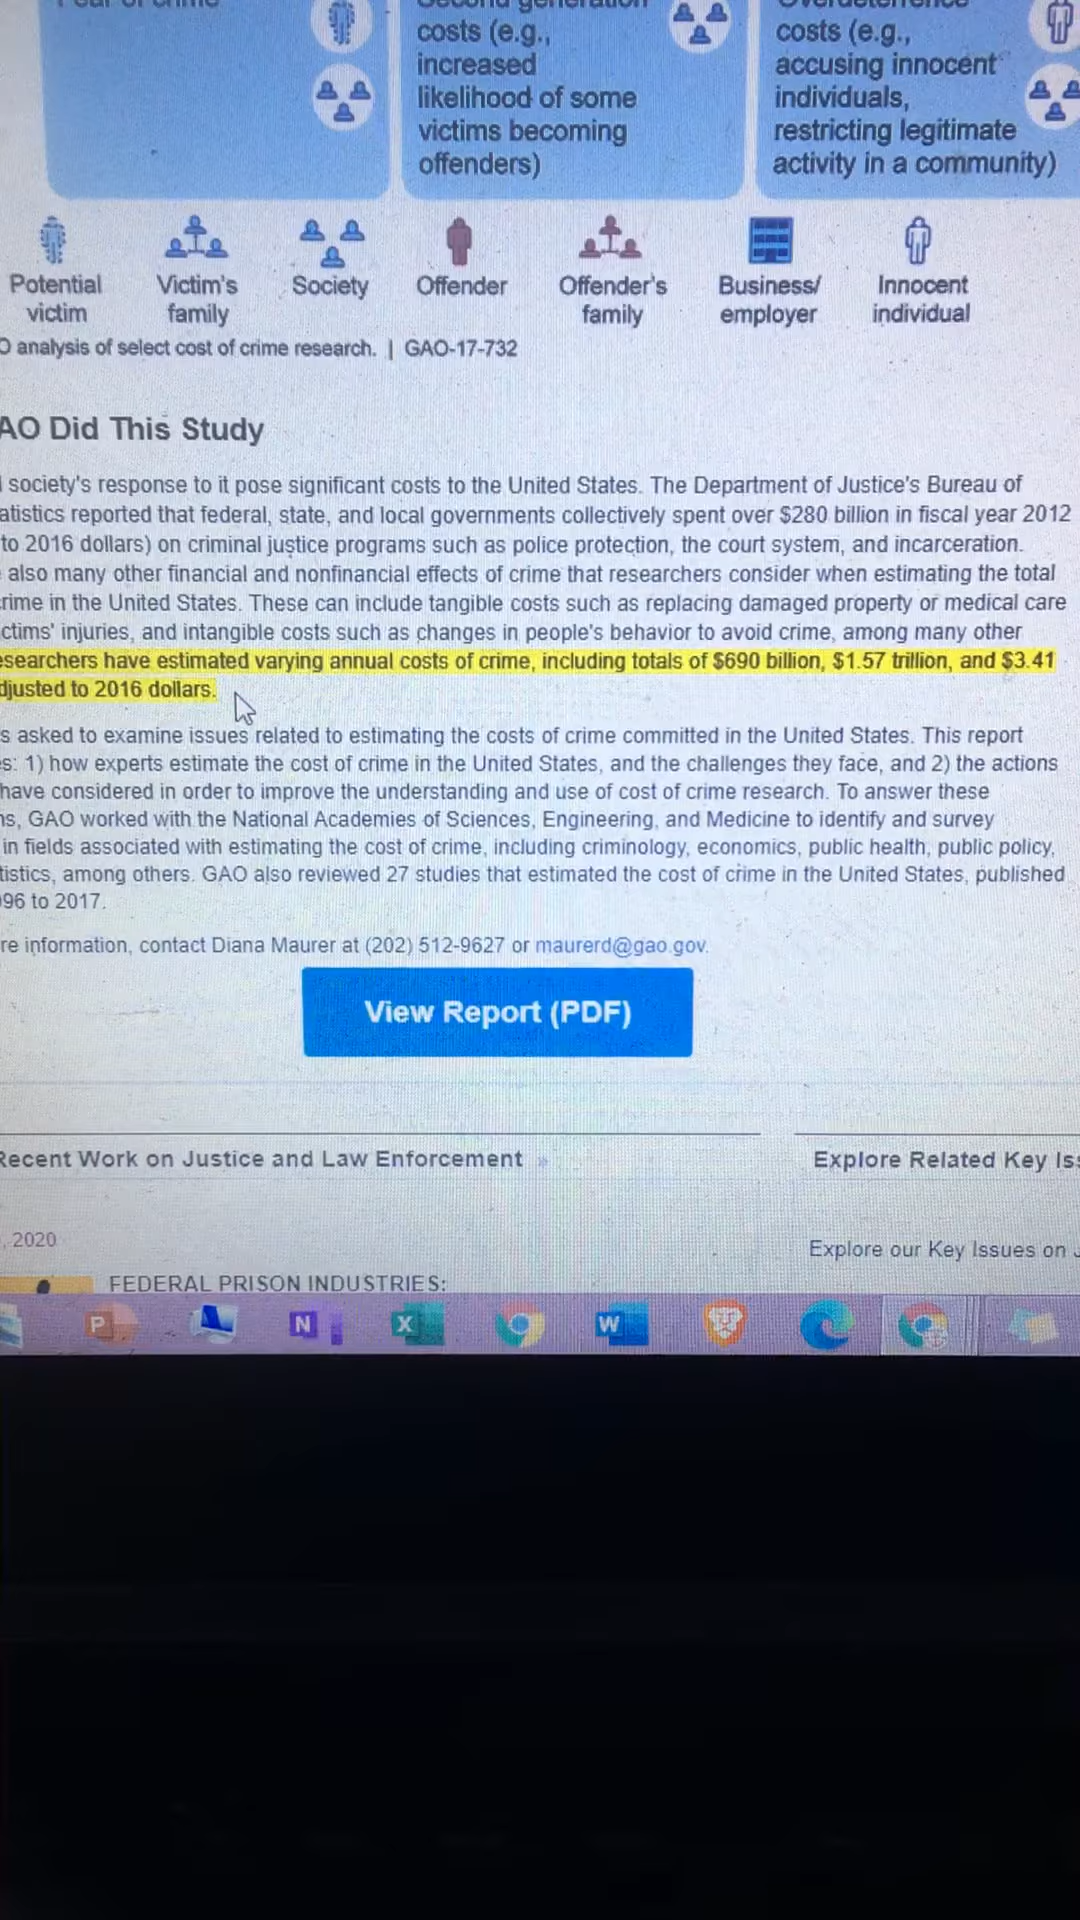 costs (e.g.,
increased
likelihood of some
victims becoming
offenders)
costs (e.g.,
accusing innocent
individuals,
restricting legitimate
activity in a community)
Potential
victim
Victim's
family
Society
Offender
Offender's
family
Business/
employer
Innocent
individual
O analysis of select cost of crime research. | GAO-17-732
AO Did This Study
society's response to it pose significant costs to the United States. The Department of Justice's Bureau of
atistics reported that federal, state, and local governments collectively spent over $280 billion in fiscal year 2012
to 2016 dollars) on criminal justice programs such as police protection, the court system, and incarceration.
also many other financial and nonfinancial effects of crime that researchers consider when estimating the total
rime in the United States. These can include tangible costs such as replacing damaged property or medical care
ctims' injuries, and intangible costs such as changes in people's behavior to avoid crime, among many other
esearchers have estimated varying annual costs of crime, including totals of $690 billion, $1.57 trillion, and $3.41
djusted to 2016 dollars.
s asked to examine issues related to estimating the costs of crime committed in the United States. This report
s: 1) how experts estimate the cost of crime in the United States, and the challenges they face, and 2) the actions
have considered in order to improve the understanding and use of cost of crime research. To answer these
ns, GAO worked with the National Academies of Sciences, Engineering, and Medicine to identify and survey
in fields associated with estimating the cost of crime, including criminology, economics, public health, public policy,
tistics, among others. GAO also reviewed 27 studies that estimated the cost of crime in the United States, published
96 to 2017.
re information, contact Diana Maurer at (202) 512-9627 or maurerd@gao.gov.
View Report (PDF)
Recent Work on Justice and Law Enforcement »
Explore Related Key Iss
, 2020
Explore our Key Issues on J
FEDERAL PRISON INDUSTRIES:
P
N
X
W